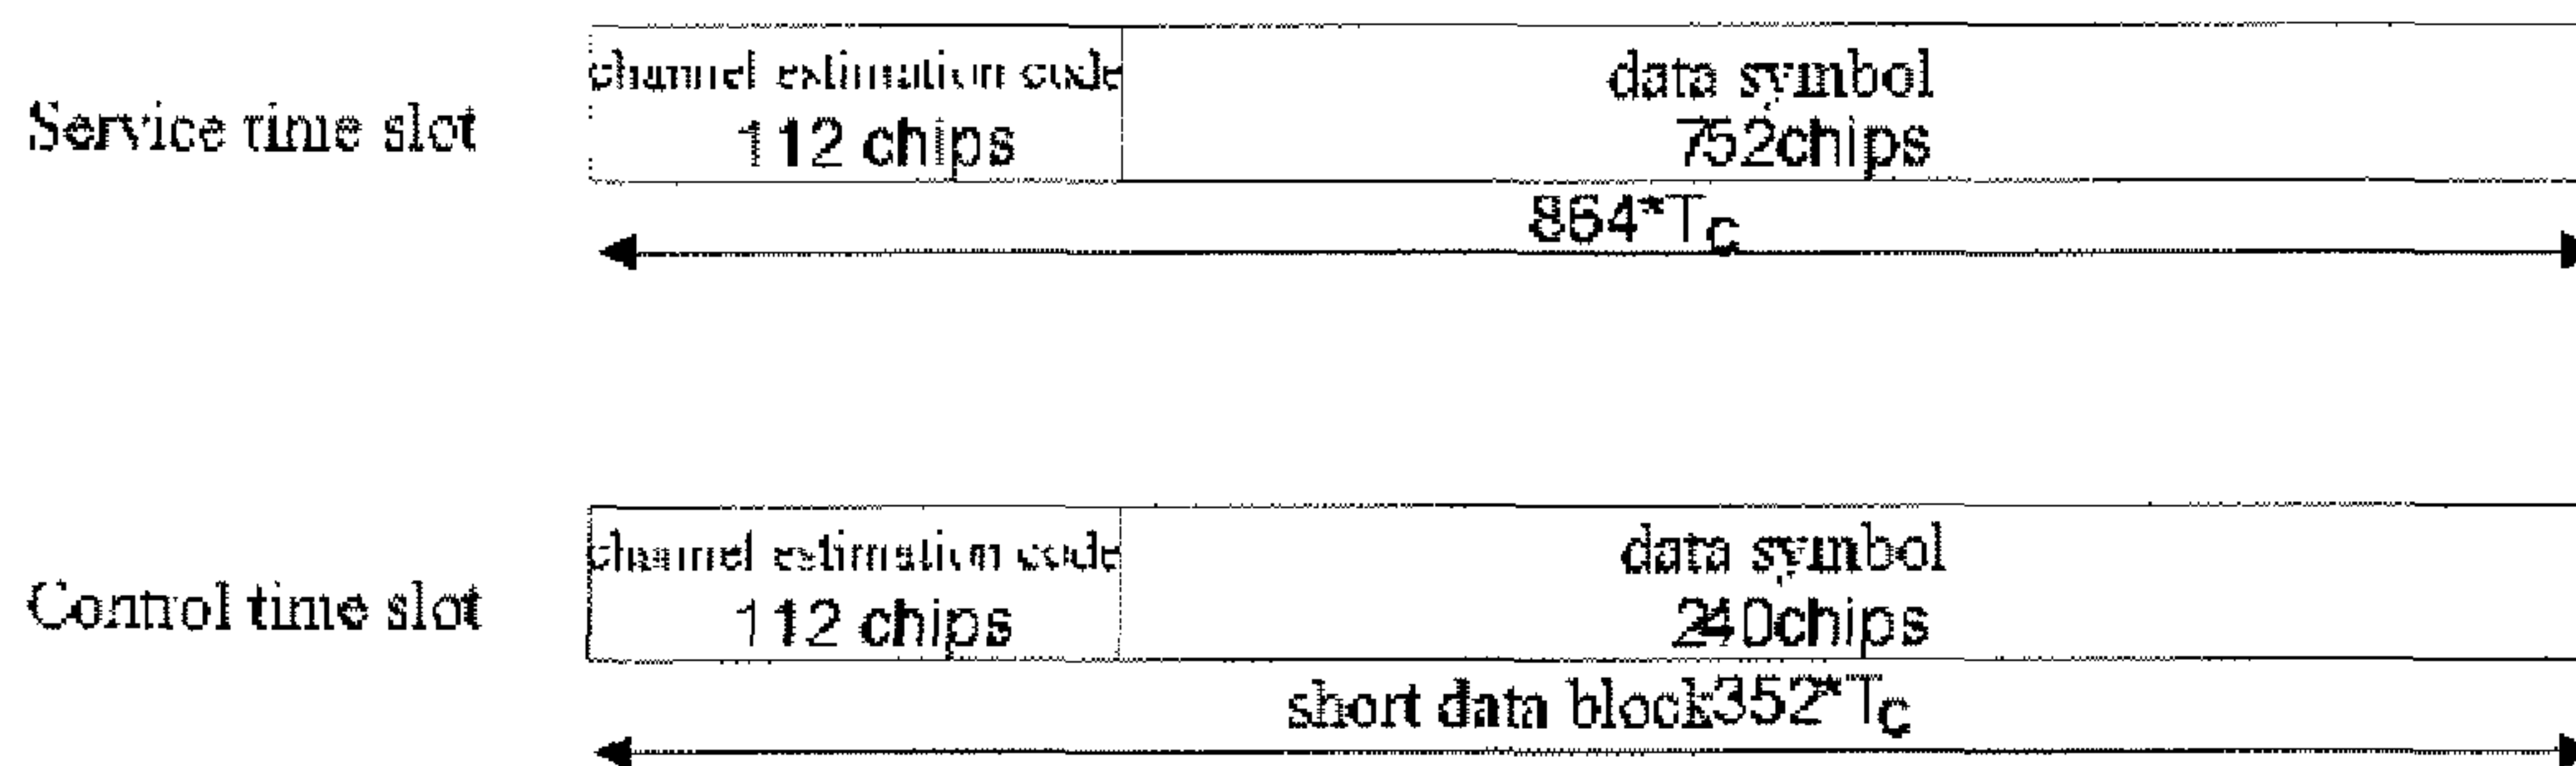 Service time slot
channel estimation code
112 chips
data symbol
752chips
864*Tc
Control time slot
channel estimation code
112 chips
data symbol
240chips
short data block352*Tc